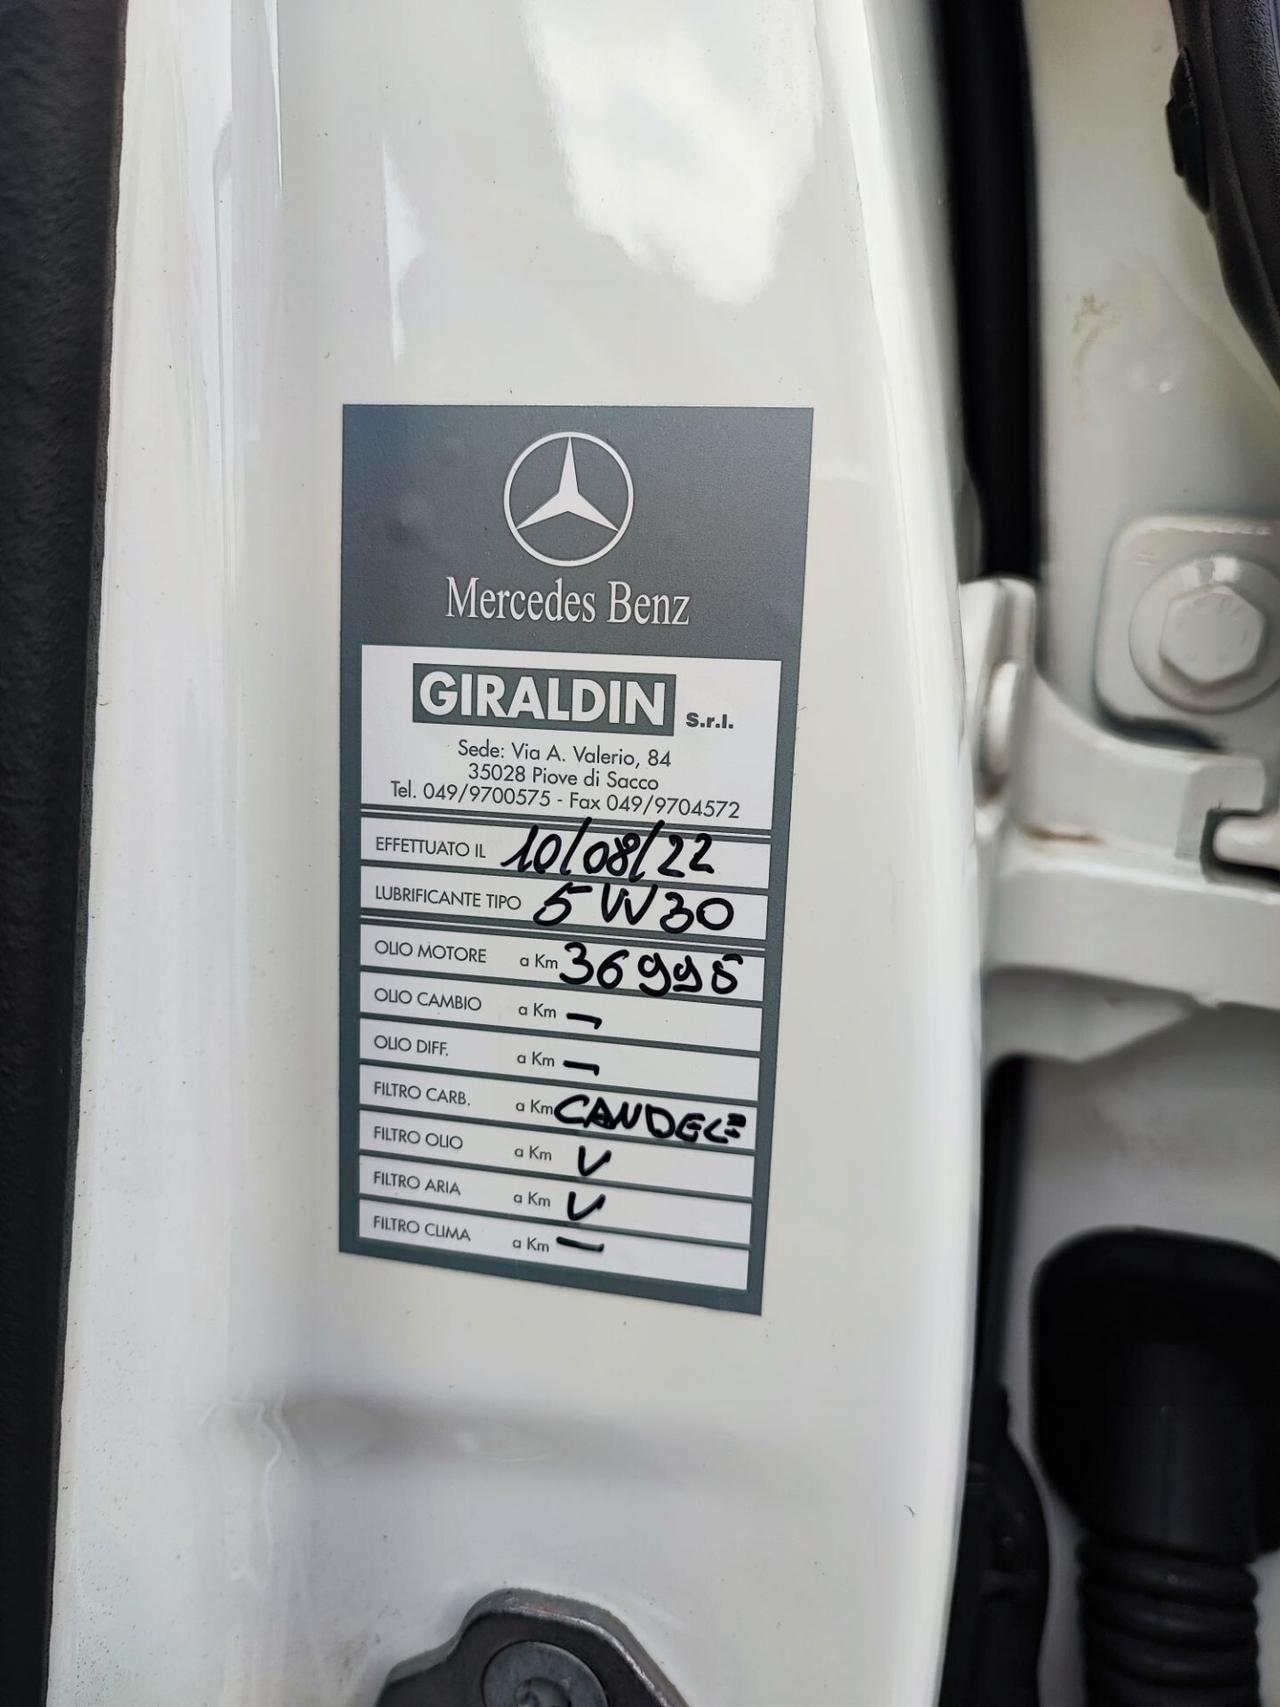 Mercedes Benz
GIRALDIN S.r.l.
Sede: Via A. Valerio, 84
35028 Piove di Sacco
Tel. 049/9700575 - Fax 049/9704572
EFFETTUATO IL 10/08/22
LUBRIFICANTE TIPO 5W30
OLIO MOTORE a Km 36995
OLIO CAMBIO a Km –
OLIO DIFF. a Km –
FILTRO CARB. a Km CANDELE
FILTRO OLIO a Km V
FILTRO ARIA a Km V
FILTRO CLIMA a Km –